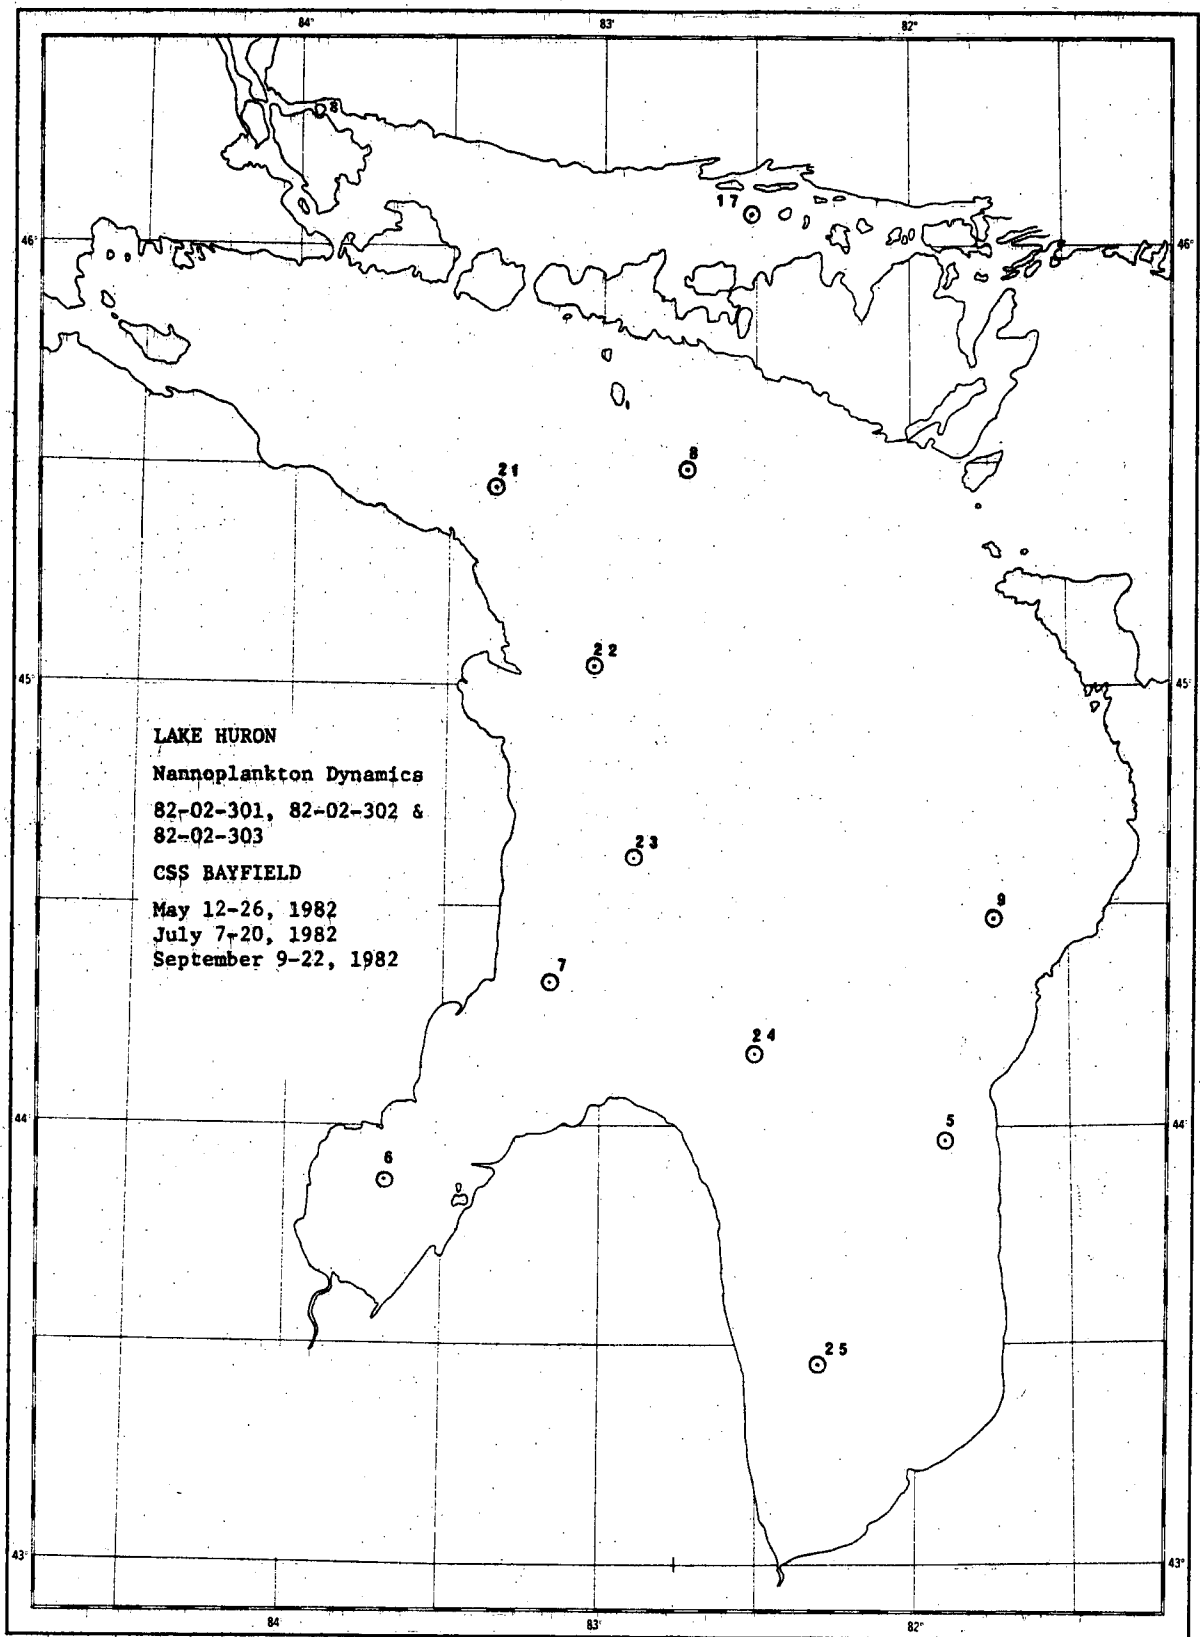 84° 83° 82°
8
17
46° 46°
21
8
22
45° 45°
LAKE HURON
Nannoplankton Dynamics
82-02-301, 82-02-302 &
82-02-303
CSS BAYFIELD
May 12-26, 1982
July 7-20, 1982
September 9-22, 1982
23
9
7
24
44° 44°
5
6
25
43° 43°
84° 83° 82°